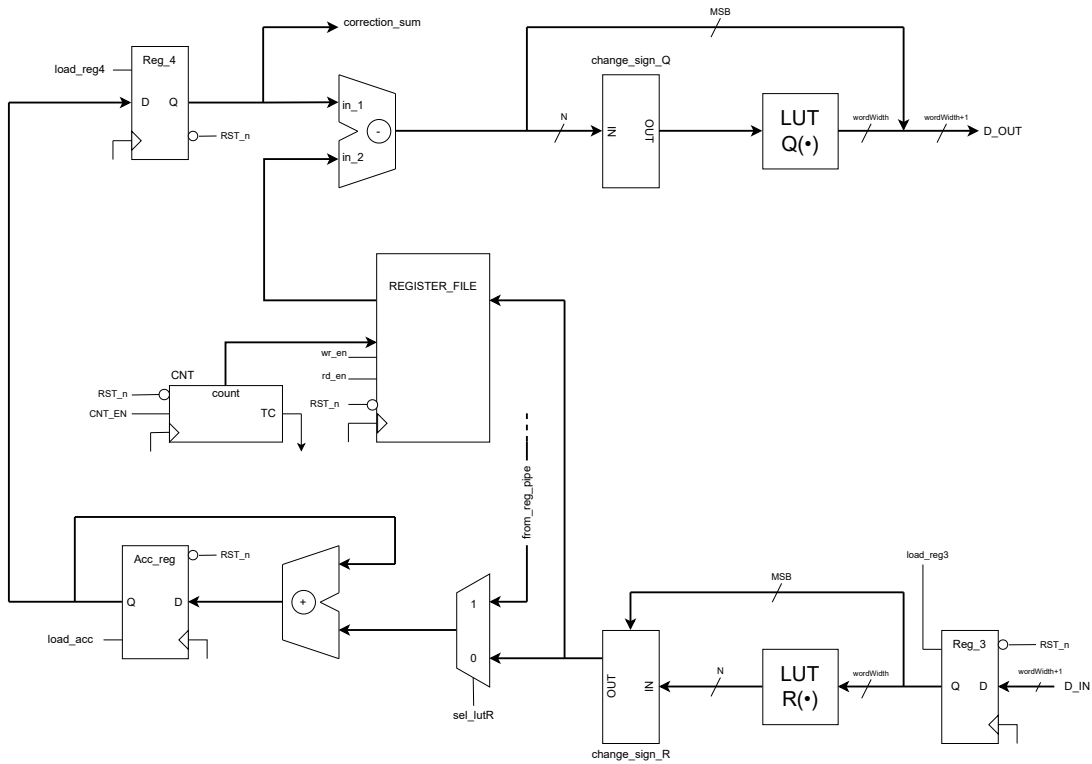 correction_sum
MSB
Reg_4
load_reg4
D
Q
RST_n
in_1
-
in_2
N
change_sign_Q
IN
OUT
LUT
Q(•)
wordWidth
wordWidth+1
D_OUT
REGISTER_FILE
wr_en
rd_en
RST_n
CNT
count
RST_n
CNT_EN
TC
from_reg_pipe
Acc_reg
RST_n
Q
D
load_acc
+
1
0
sel_lutR
MSB
OUT
IN
change_sign_R
N
LUT
R(•)
wordWidth
load_reg3
Reg_3
RST_n
Q
D
wordWidth+1
D_IN